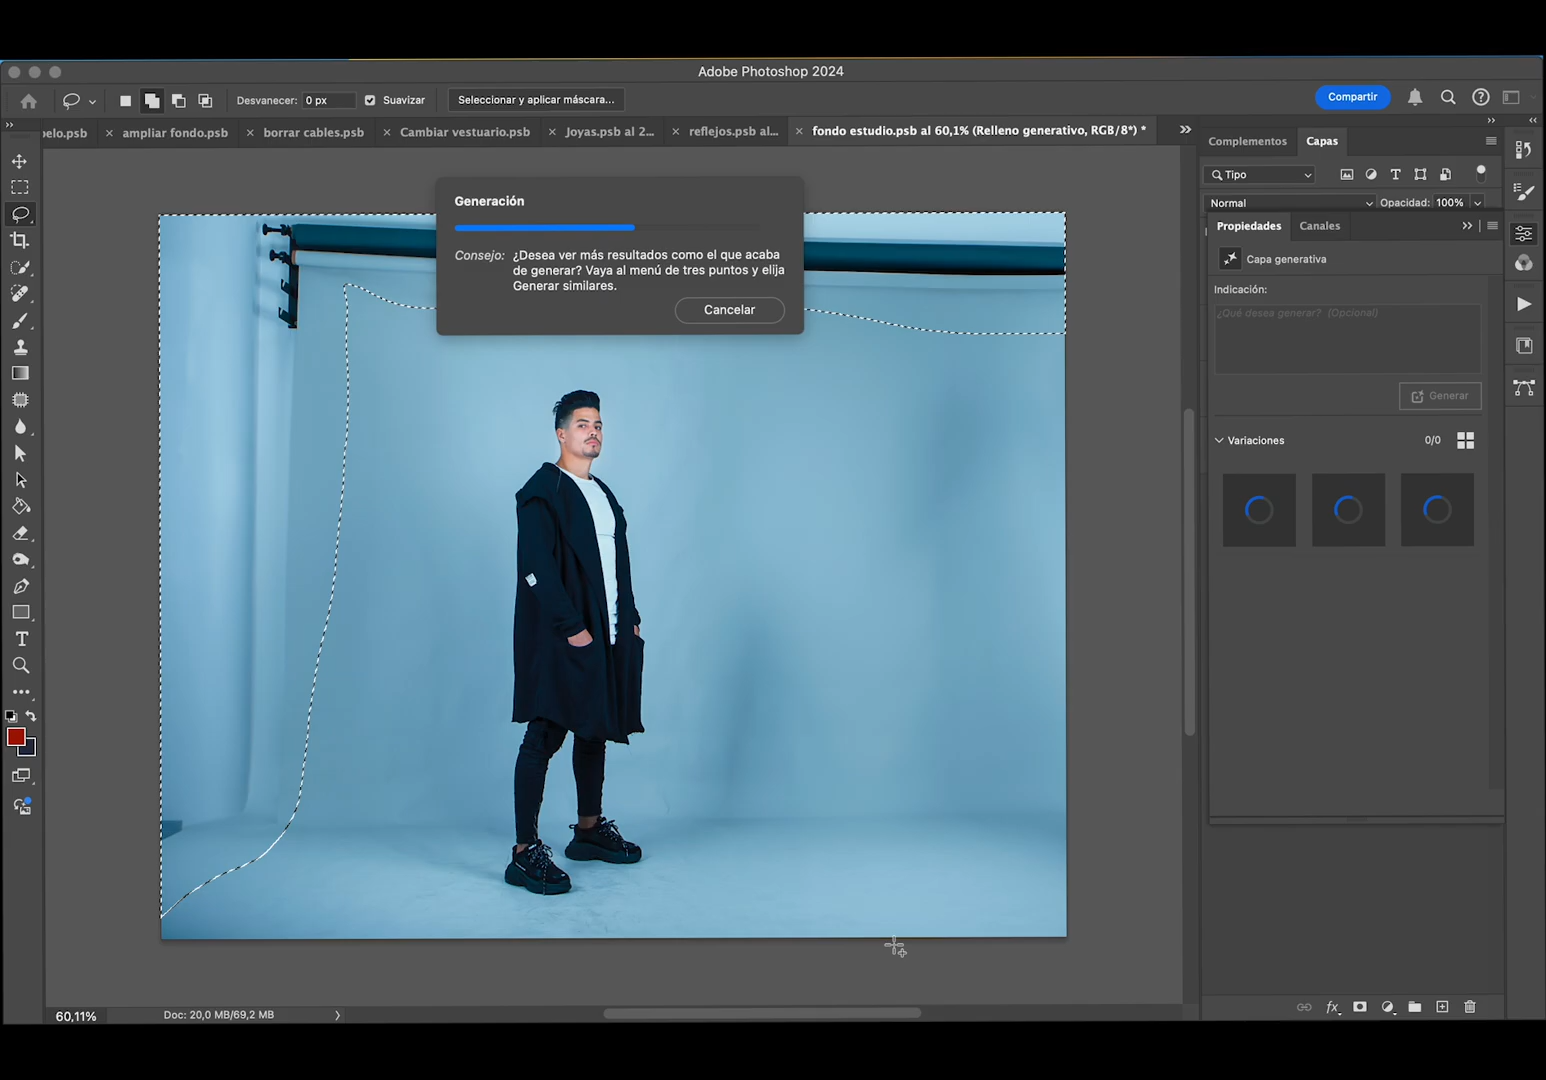 Adobe Photoshop 2024
Desvanecer: 0 px Suavizar Seleccionar y aplicar máscara... Compartir
pelo.psb × ampliar fondo.psb × borrar cables.psb × Cambiar vestuario.psb × Joyas.psb al 2... × reflejos.psb al... × fondo estudio.psb al 60,1% (Relleno generativo, RGB/8*) *
Complementos Capas
Tipo
Normal Opacidad: 100%
Propiedades Canales
Capa generativa
Indicación:
¿Qué desea generar? (Opcional)
Generar
Variaciones 0/0
Generación
Consejo: ¿Desea ver más resultados como el que acaba
de generar? Vaya al menú de tres puntos y elija
Generar similares.
Cancelar
60,11% Doc: 20,0 MB/69,2 MB
fx